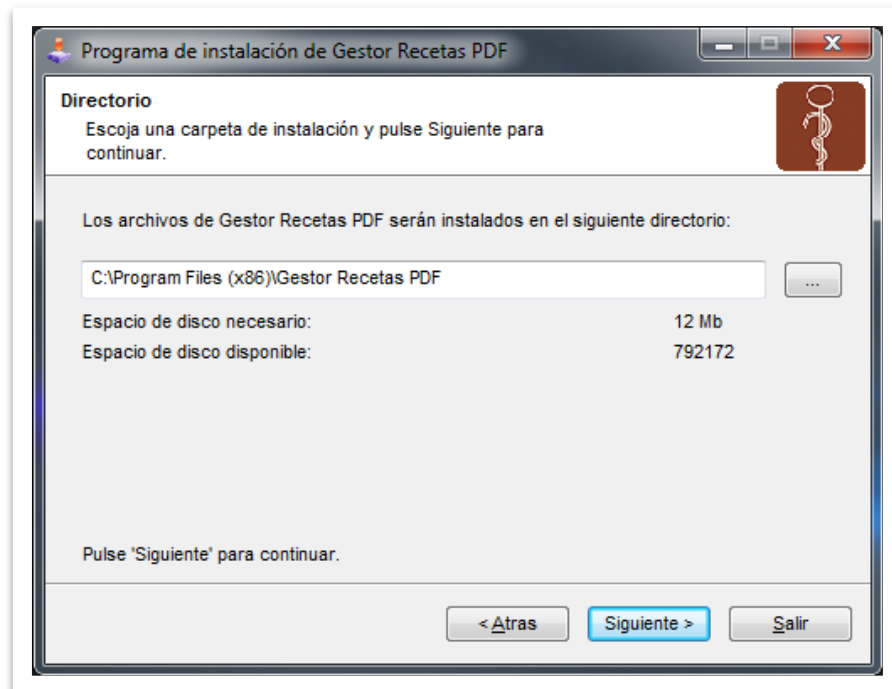 Programa de instalación de Gestor Recetas PDF
Directorio
Escoja una carpeta de instalación y pulse Siguiente para
continuar.
Los archivos de Gestor Recetas PDF serán instalados en el siguiente directorio:
C:\Program Files (x86)\Gestor Recetas PDF
...
Espacio de disco necesario: 12 Mb
Espacio de disco disponible: 792172
Pulse 'Siguiente' para continuar.
< Atras Siguiente > Salir